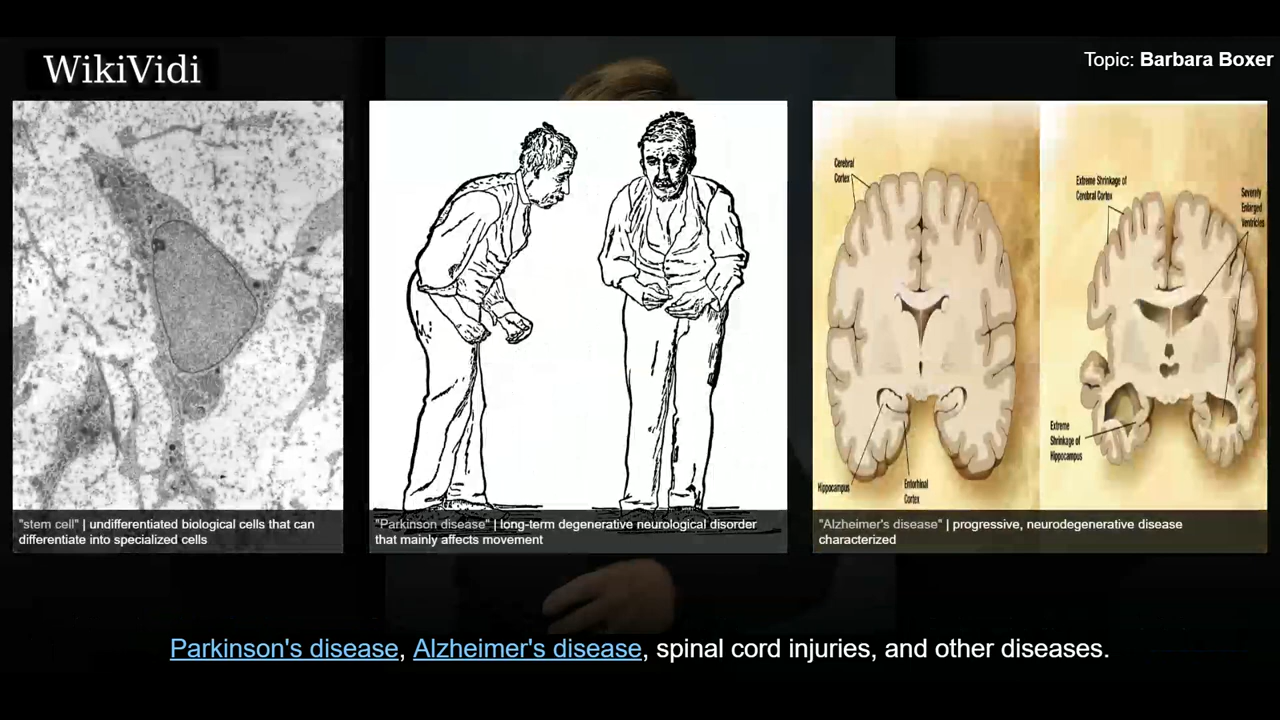 WikiVidi
Topic: Barbara Boxer
Cerebral
Cortex
Extreme Shrinkage of
Cerebral Cortex
Severely
Enlarged
Ventricles
Extreme
Shrinkage of
Hippocampus
Hippocampus
Entorhinal
Cortex
"stem cell" | undifferentiated biological cells that can
differentiate into specialized cells
"Parkinson disease" | long-term degenerative neurological disorder
that mainly affects movement
"Alzheimer's disease" | progressive, neurodegenerative disease
characterized
Parkinson's disease, Alzheimer's disease, spinal cord injuries, and other diseases.